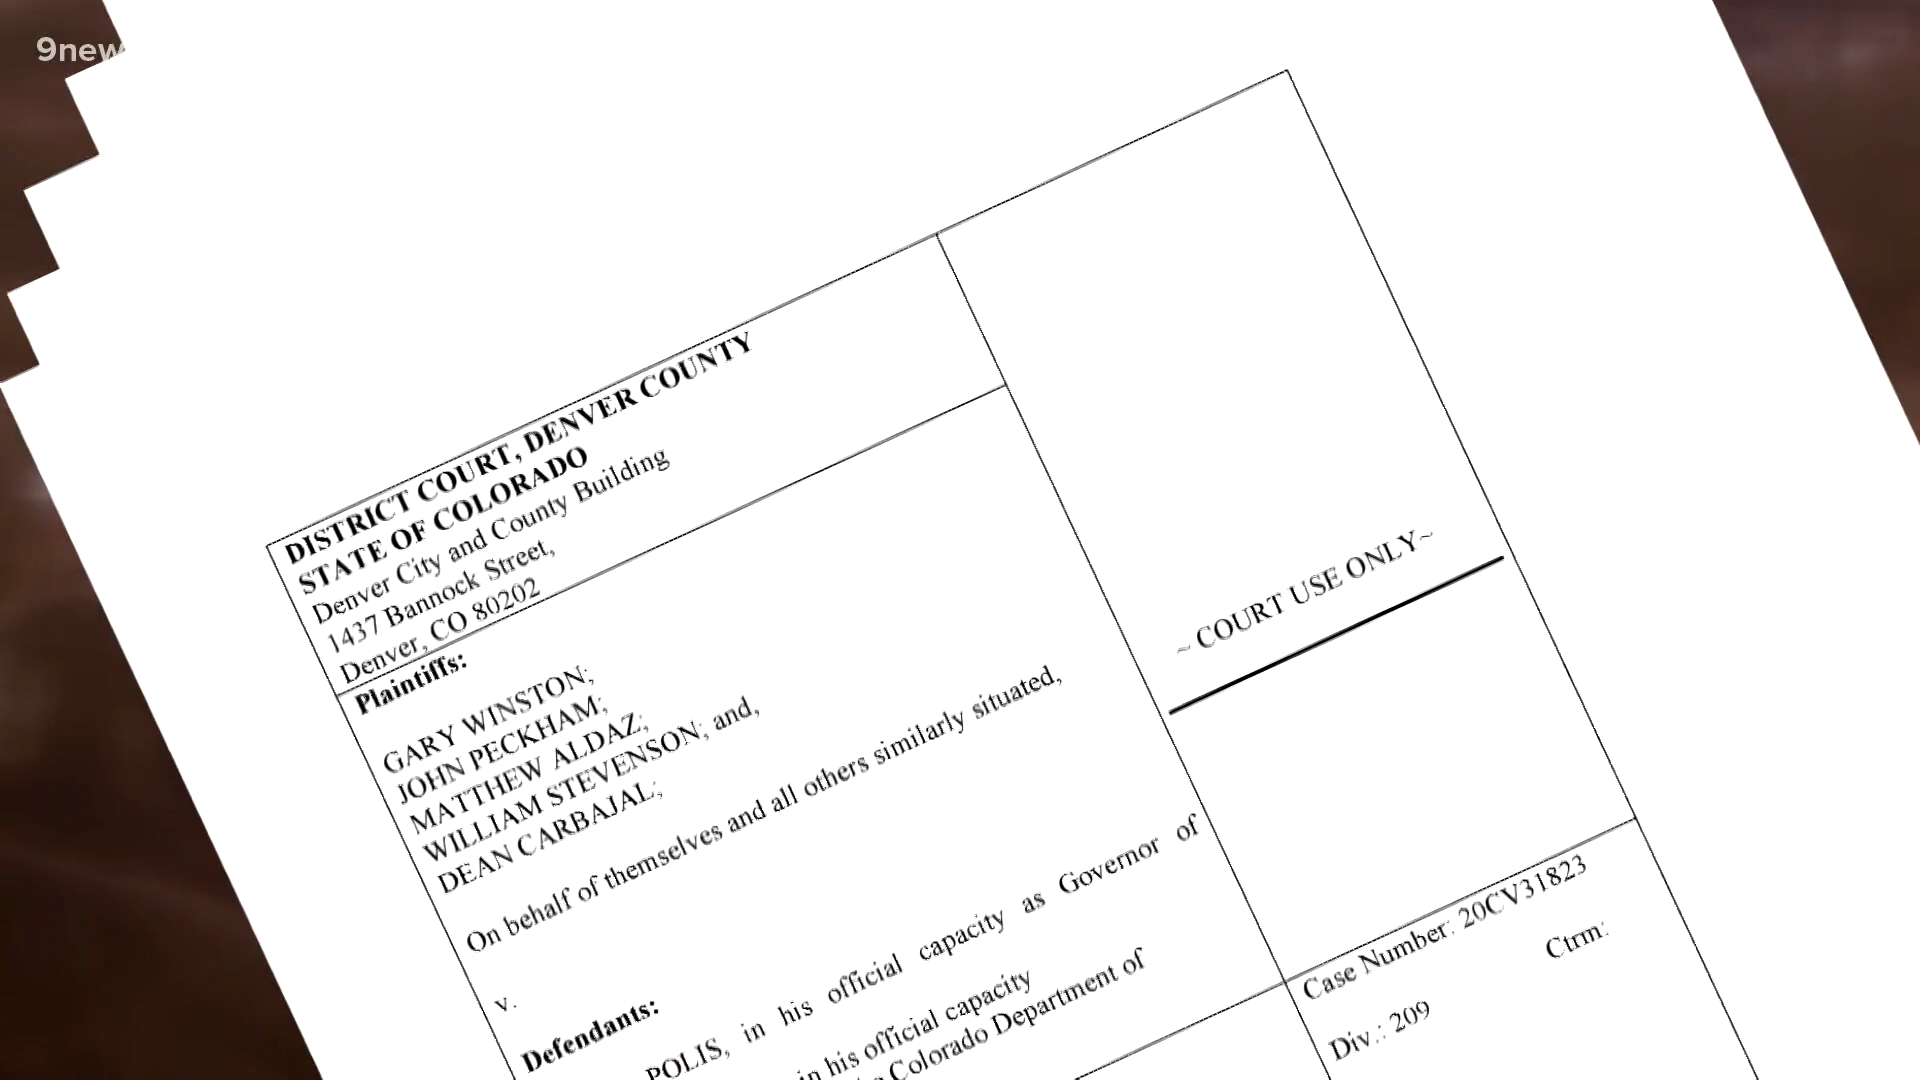 9new
DISTRICT COURT, DENVER COUNTY
STATE OF COLORADO
Denver City and County Building
1437 Bannock Street,
Denver, CO 80202
Plaintiffs:
GARY WINSTON;
JOHN PECKHAM;
MATTHEW ALDAZ;
WILLIAM STEVENSON; and,
DEAN CARBAJAL;
On behalf of themselves and all others similarly situated,
v.
Defendants:
POLIS, in his official capacity as Governor of
in his official capacity
Colorado Department of
~ COURT USE ONLY~
Case Number: 20CV31823
Div.: 209
Ctrm: